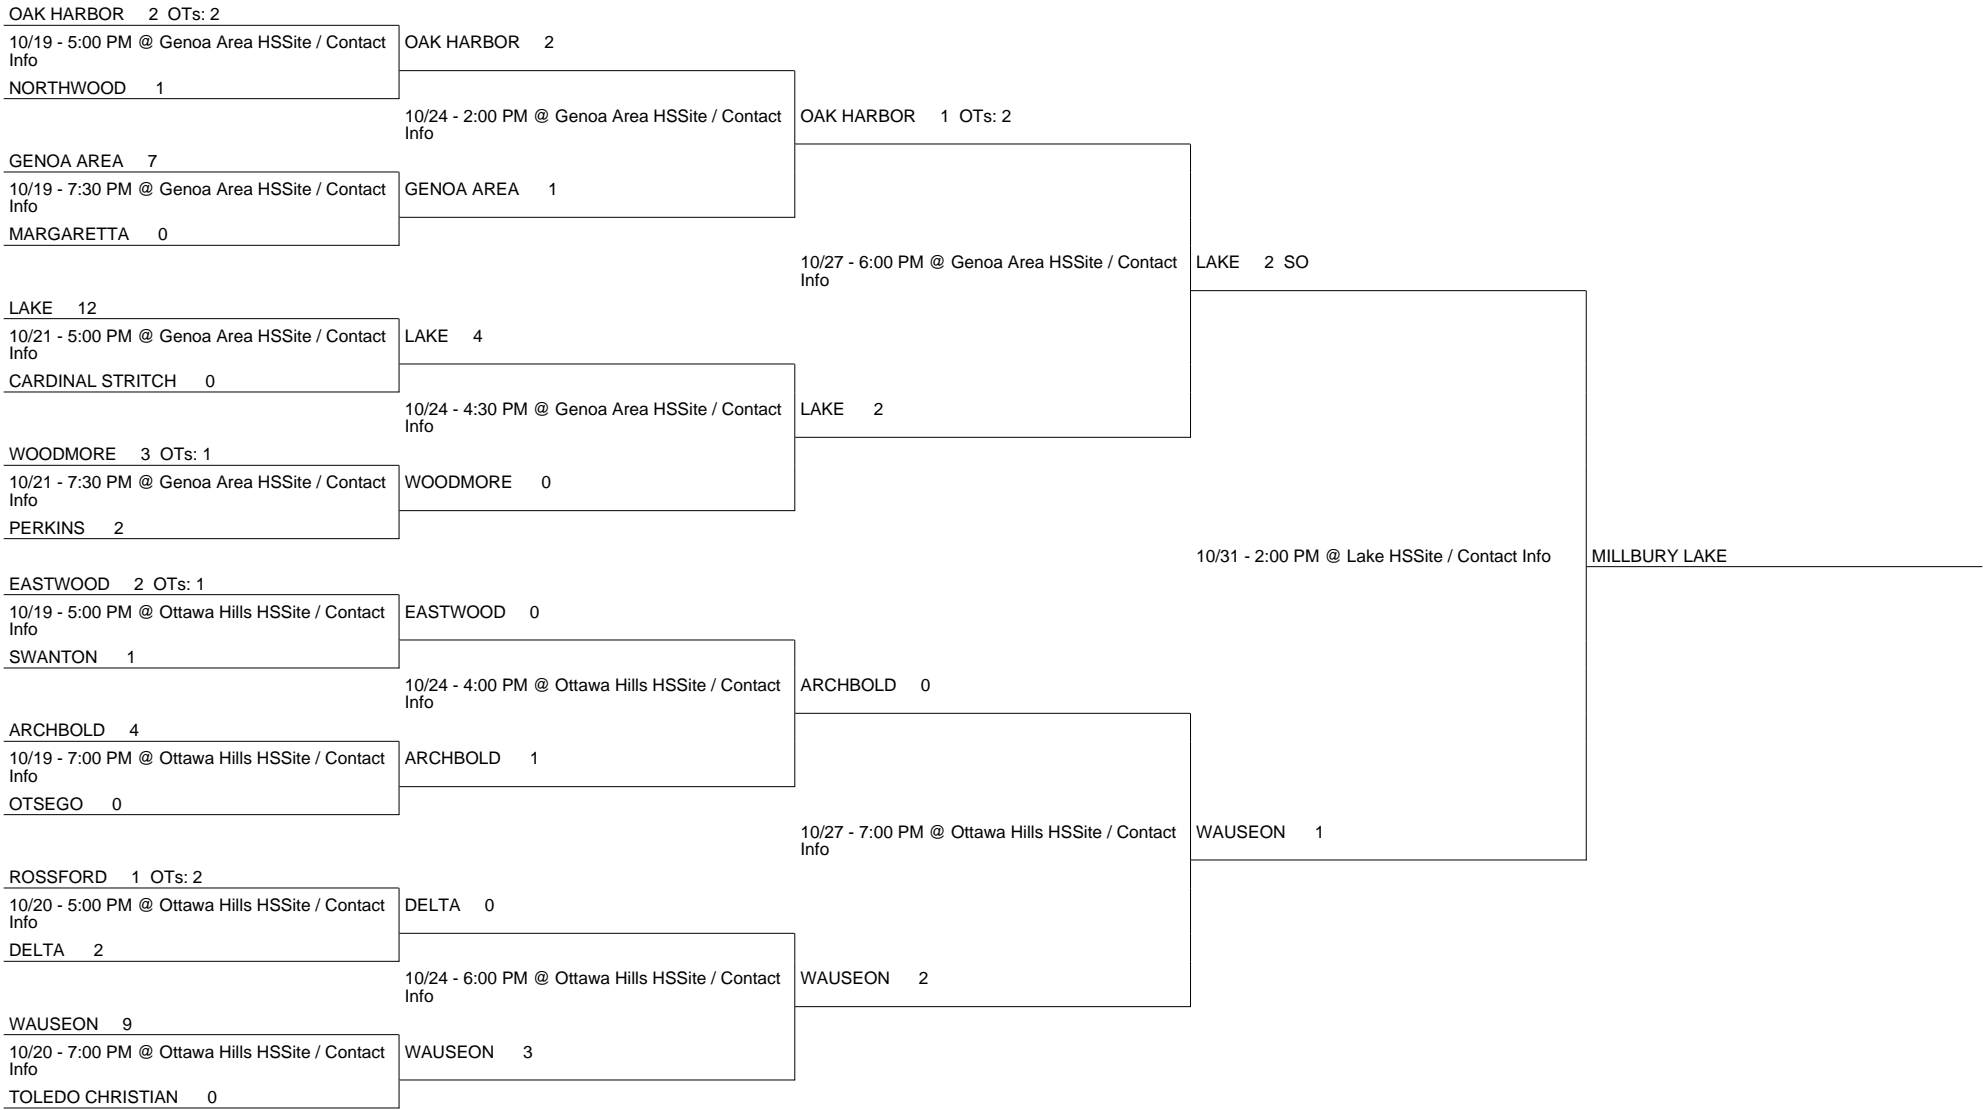 OAK HARBOR 2 OTs: 2
10/19 - 5:00 PM @ Genoa Area HSSite / Contact
Info
NORTHWOOD 1
GENOA AREA 7
10/19 - 7:30 PM @ Genoa Area HSSite / Contact
Info
MARGARETTA 0
LAKE 12
10/21 - 5:00 PM @ Genoa Area HSSite / Contact
Info
CARDINAL STRITCH 0
WOODMORE 3 OTs: 1
10/21 - 7:30 PM @ Genoa Area HSSite / Contact
Info
PERKINS 2
EASTWOOD 2 OTs: 1
10/19 - 5:00 PM @ Ottawa Hills HSSite / Contact
Info
SWANTON 1
ARCHBOLD 4
10/19 - 7:00 PM @ Ottawa Hills HSSite / Contact
Info
OTSEGO 0
ROSSFORD 1 OTs: 2
10/20 - 5:00 PM @ Ottawa Hills HSSite / Contact
Info
DELTA 2
WAUSEON 9
10/20 - 7:00 PM @ Ottawa Hills HSSite / Contact
Info
TOLEDO CHRISTIAN 0
OAK HARBOR 2
10/24 - 2:00 PM @ Genoa Area HSSite / Contact
Info
GENOA AREA 1
LAKE 4
10/24 - 4:30 PM @ Genoa Area HSSite / Contact
Info
WOODMORE 0
EASTWOOD 0
10/24 - 4:00 PM @ Ottawa Hills HSSite / Contact
Info
ARCHBOLD 1
DELTA 0
10/24 - 6:00 PM @ Ottawa Hills HSSite / Contact
Info
WAUSEON 3
OAK HARBOR 1 OTs: 2
10/27 - 6:00 PM @ Genoa Area HSSite / Contact
Info
LAKE 2
ARCHBOLD 0
10/27 - 7:00 PM @ Ottawa Hills HSSite / Contact
Info
WAUSEON 2
LAKE 2 SO
10/31 - 2:00 PM @ Lake HSSite / Contact Info
WAUSEON 1
MILLBURY LAKE